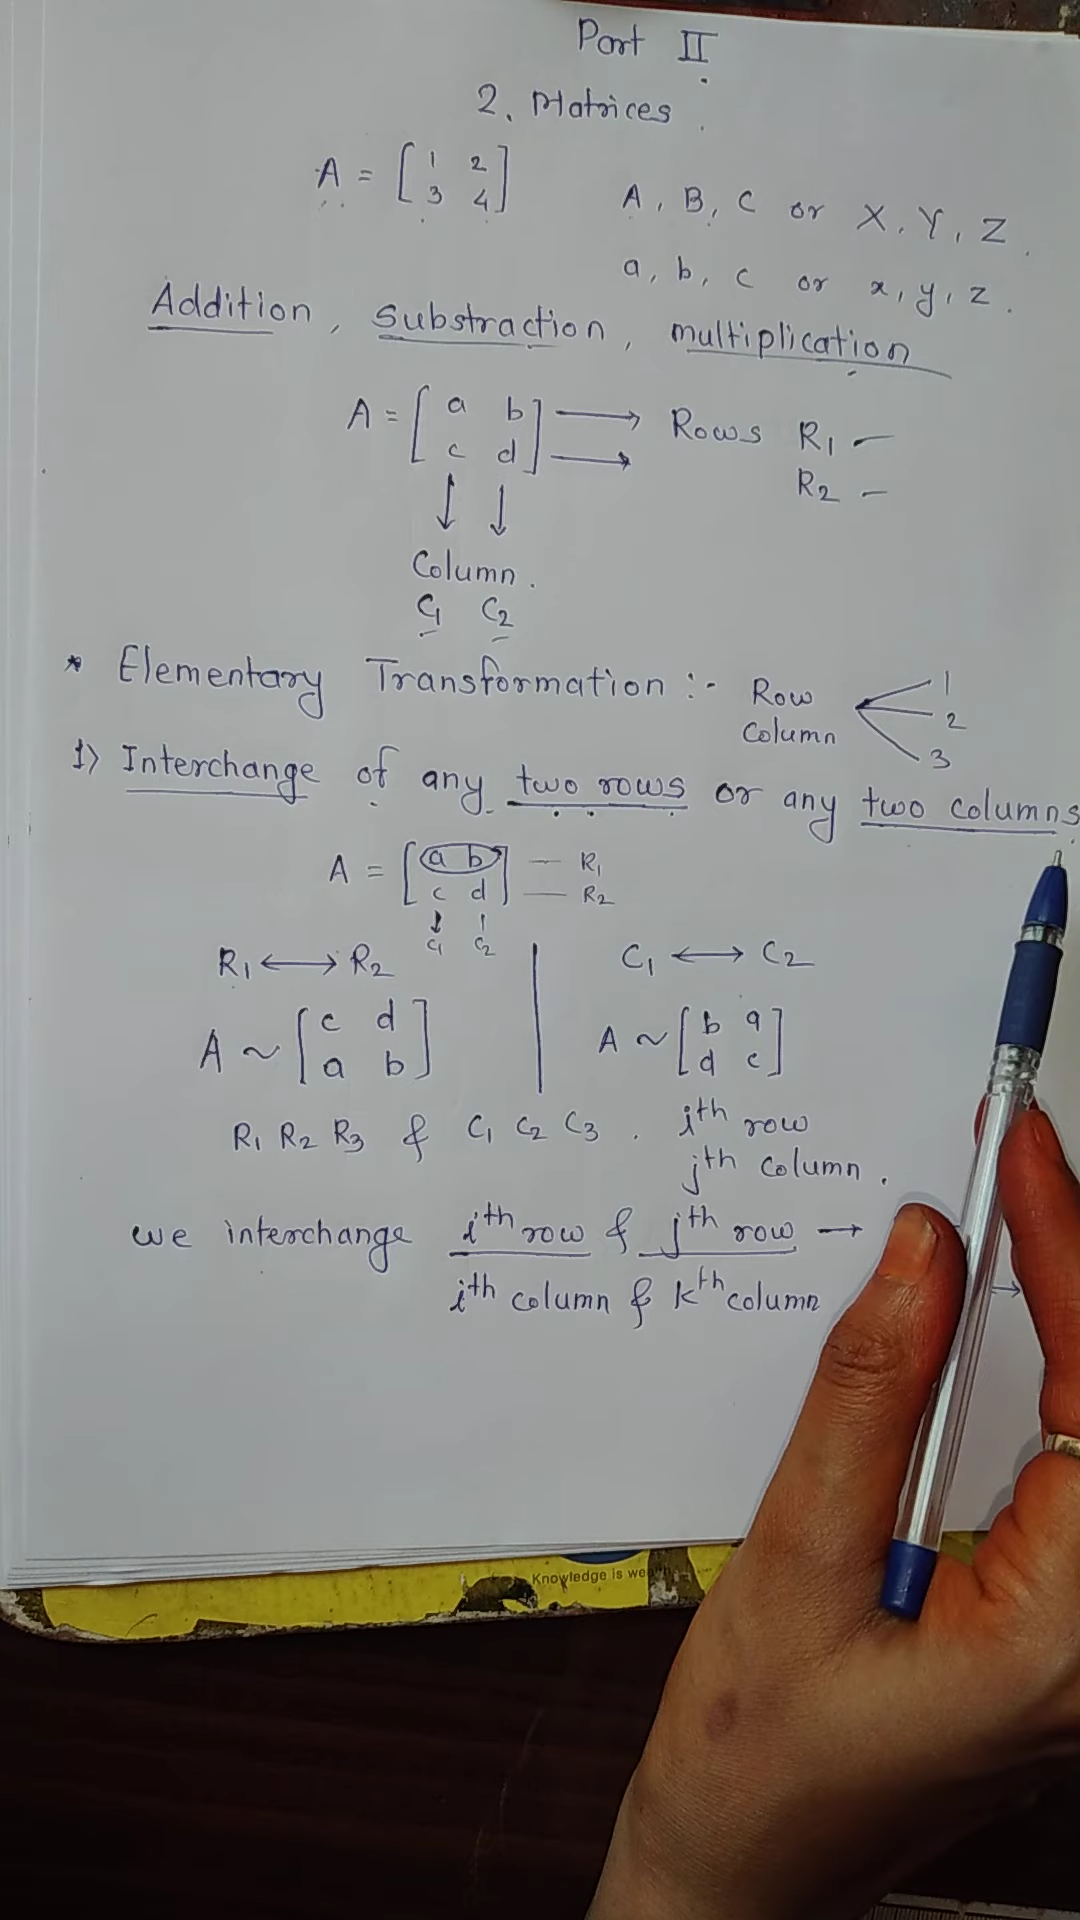 Part II
2. Matrices
A = [ 1 2
3 4 ]
A, B, C or X, Y, Z.
a, b, c or x, y, z.
Addition, substraction, multiplication
A = [ a b
c d ]
→ Rows R1 –
→ R2 –
↓ ↓
Column.
C1 C2
* Elementary Transformation :- Row
Column
1
2
3
1) Interchange of any two rows or any two columns.
A = [ a b — R1
c d ] — R2
↓
C1 C2
R1 ↔ R2
A ~ [ c d
a b ]
C1 ↔ C2
A ~ [ b a
d c ]
R1 R2 R3 & C1 C2 C3. ith row
jth column.
we interchange ith row & jth row →
ith column & kth column →
Knowledge is